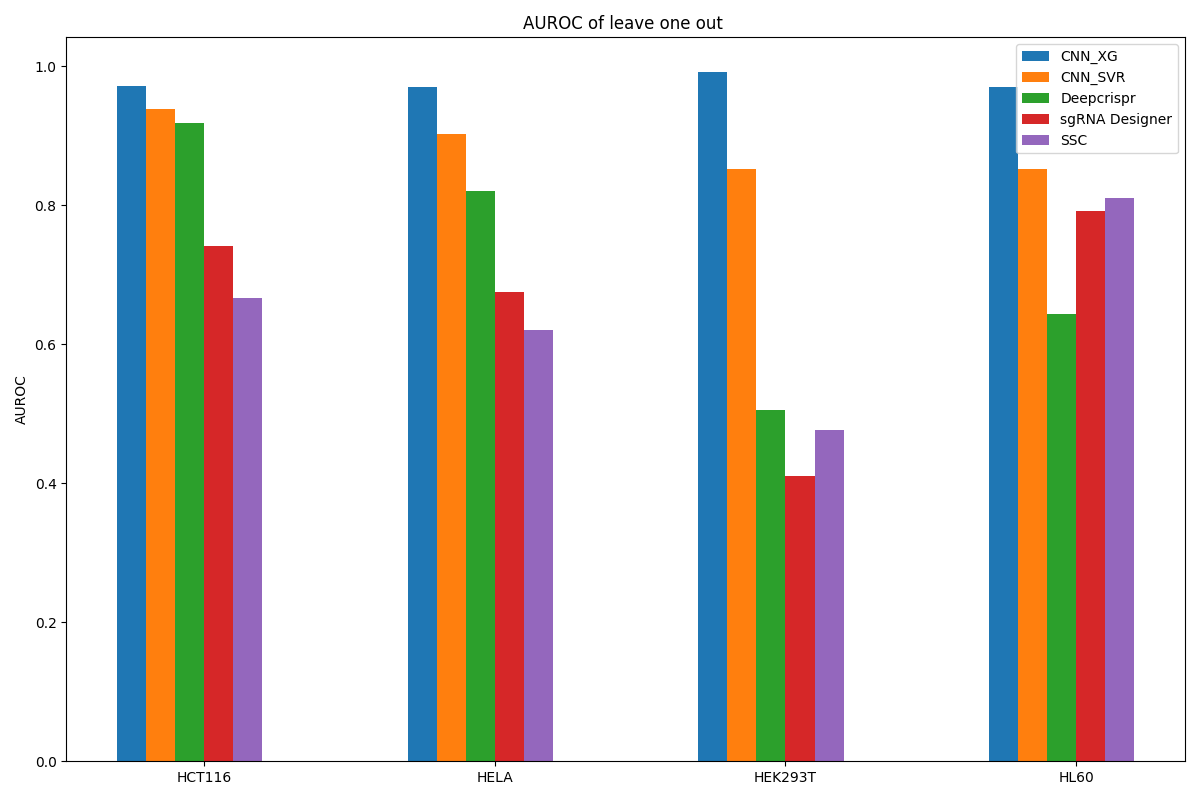 AUROC of leave one out
CNN_XG
CNN_SVR
Deepcrispr
sgRNA Designer
SSC
AUROC
1.0
0.8
0.6
0.4
0.2
0.0
HCT116 HELA HEK293T HL60